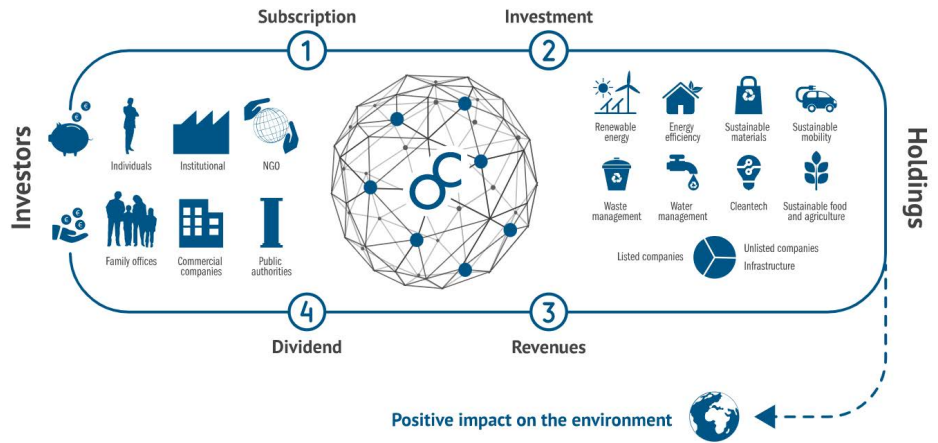 Subscription
Investment
1
2
Investors
Holdings
€
€
Individuals
Institutional
NGO
€
€
€
Family offices
Commercial
companies
Public
authorities
OC
Renewable
energy
Energy
efficiency
Sustainable
materials
Sustainable
mobility
Waste
management
Water
management
Cleantech
Sustainable food
and agriculture
Listed companies
Unlisted companies
Infrastructure
4
3
Dividend
Revenues
Positive impact on the environment